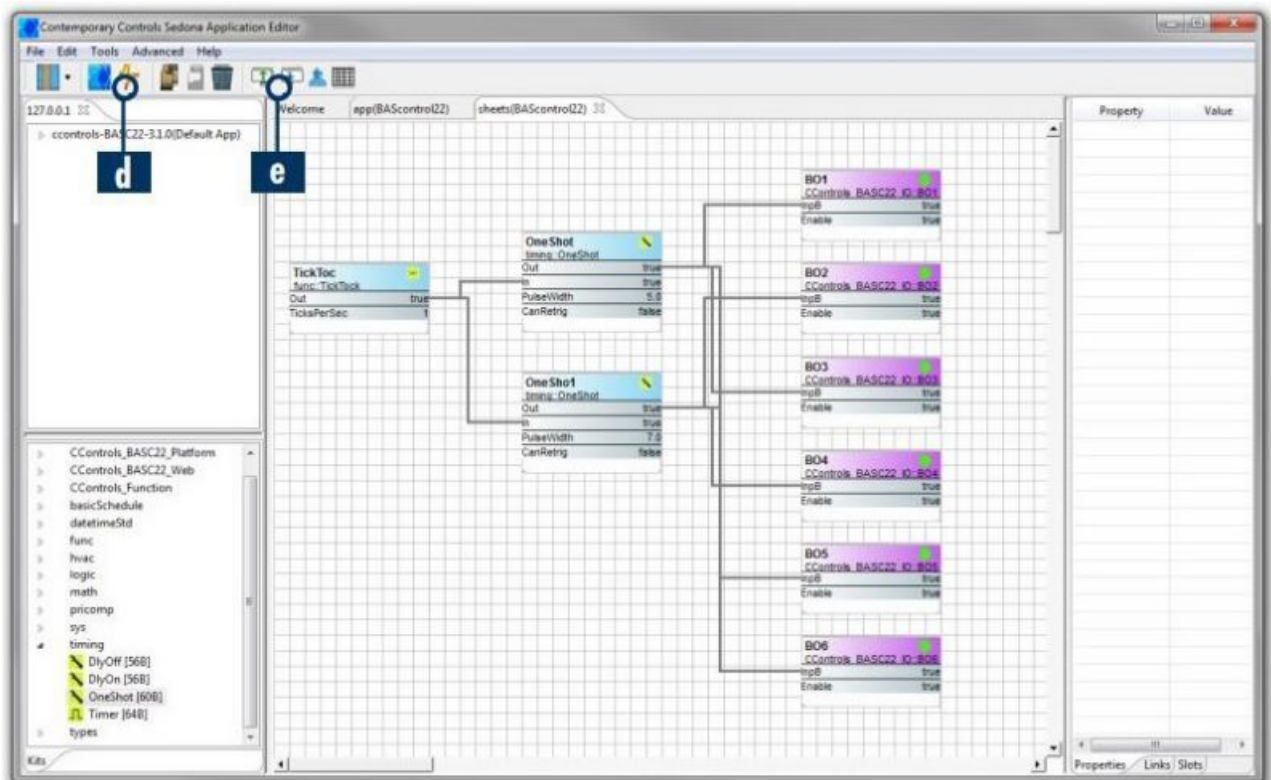 Contemporary Controls Sedona Application Editor
File Edit Tools Advanced Help
127.0.0.1
Welcome app(BAScontrol22) sheets(BAScontrol22)
Property Value
ccontrols-BASC22-3.1.0(Default App)
d
e
TickToc
func::TickTock
Out true
TicksPerSec 1
OneShot
timing::OneShot
Out true
In true
PulseWidth 5.0
CanRetrig false
OneSho1
timing::OneShot
Out true
In true
PulseWidth 7.0
CanRetrig false
BO1
CControls_BASC22_IO::BO1
InpB true
Enable true
BO2
CControls_BASC22_IO::BO2
InpB true
Enable true
BO3
CControls_BASC22_IO::BO3
InpB true
Enable true
BO4
CControls_BASC22_IO::BO4
InpB true
Enable true
BO5
CControls_BASC22_IO::BO5
InpB true
Enable true
BO6
CControls_BASC22_IO::BO6
InpB true
Enable true
CControls_BASC22_Platform
CControls_BASC22_Web
CControls_Function
basicSchedule
datetimeStd
func
hvac
logic
math
pricomp
sys
timing
DlyOff [56B]
DlyOn [56B]
OneShot [60B]
Timer [64B]
types
Kits
Properties Links Slots